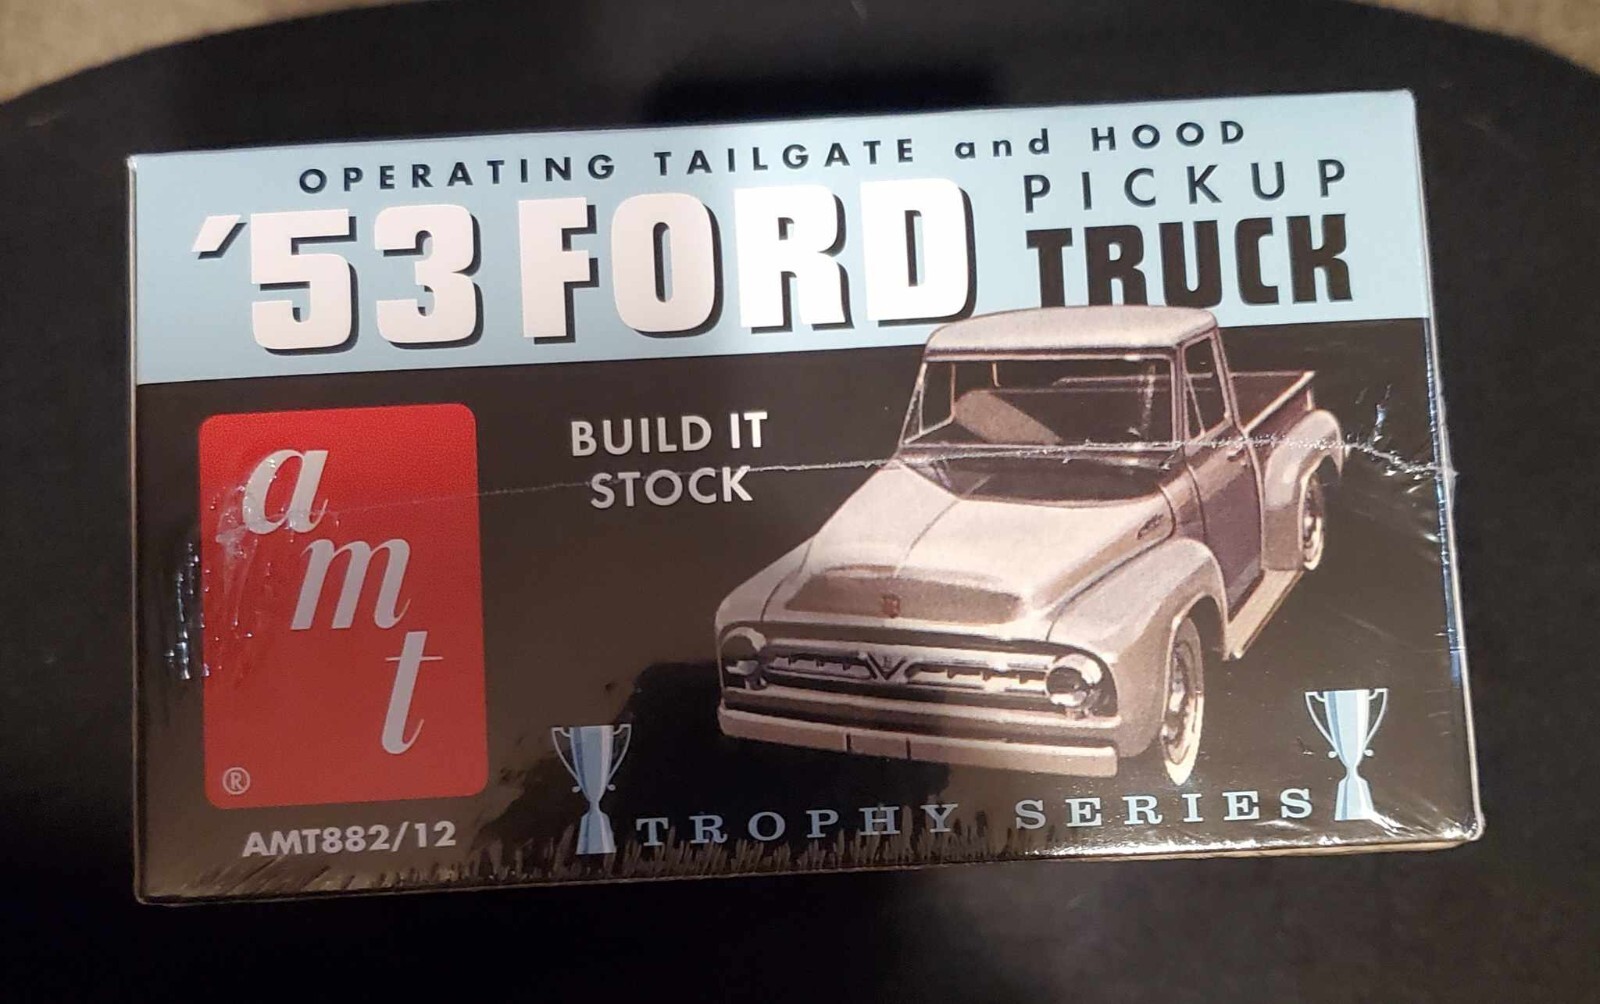 OPERATING TAILGATE and HOOD
'53 FORD
PICKUP
TRUCK
BUILD IT
STOCK
amt
®
AMT882/12
TROPHY SERIES